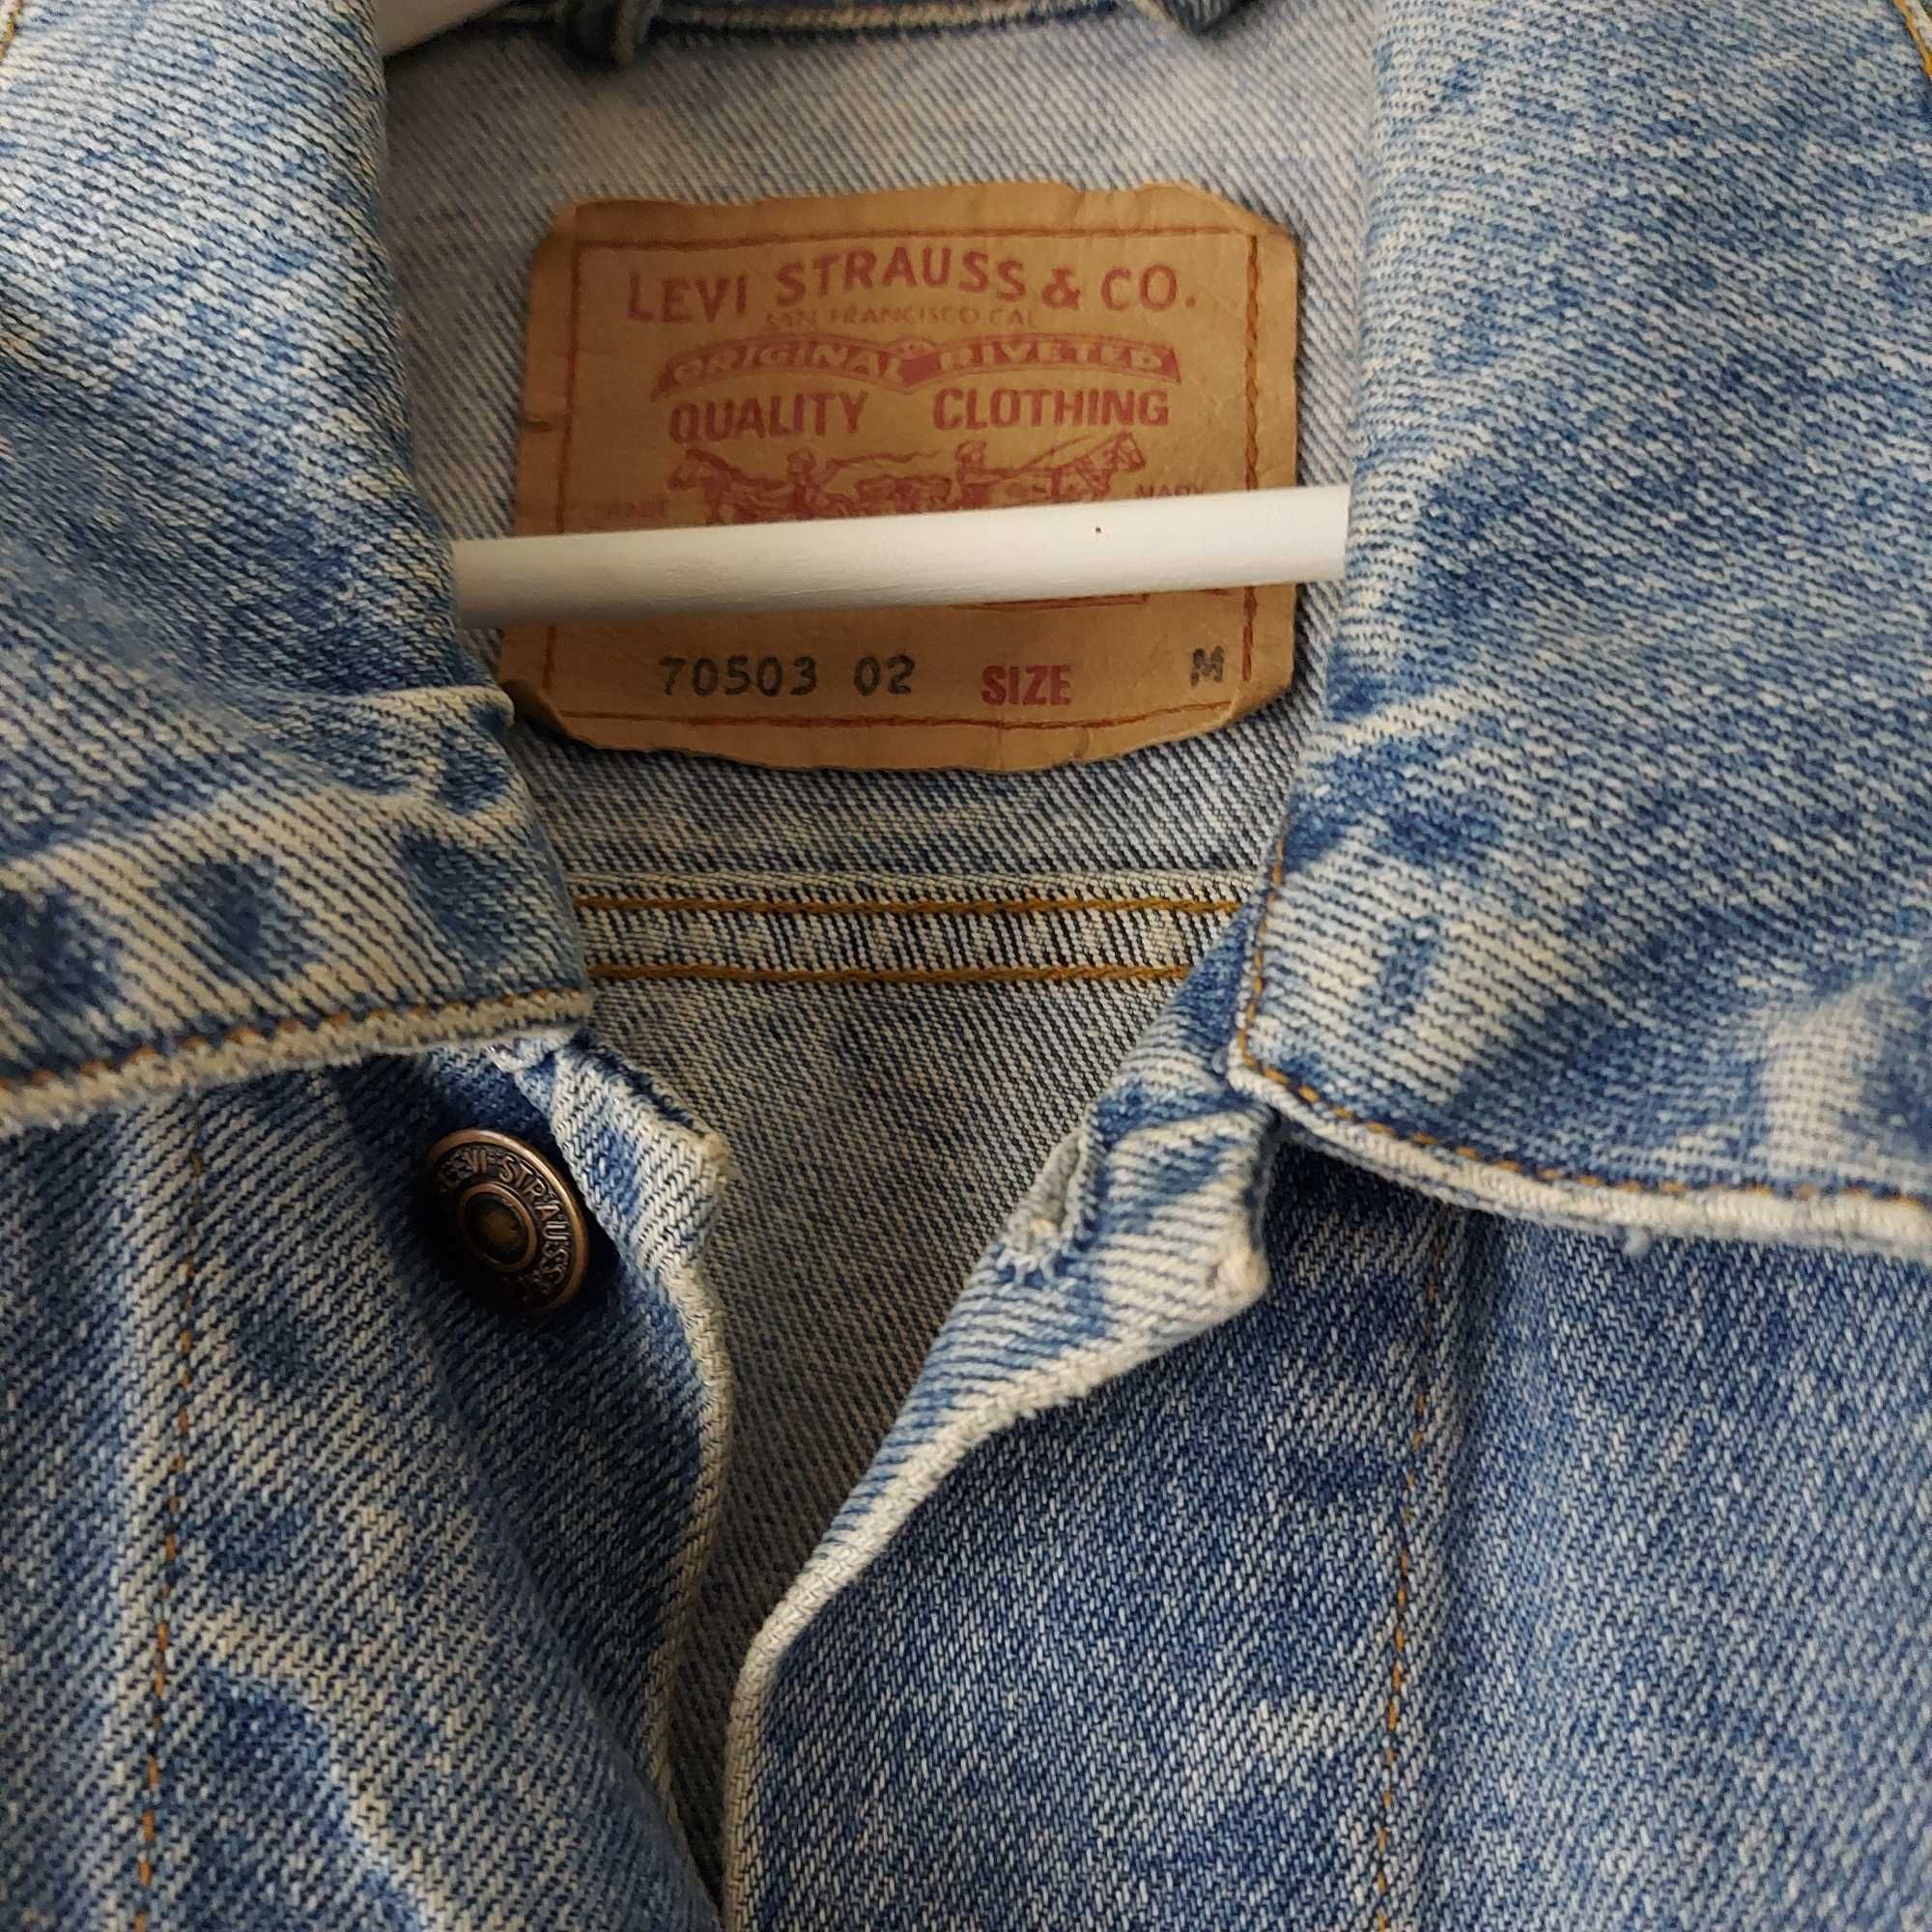 LEVI STRAUSS & CO.
SAN FRANCISCO CAL
ORIGINAL RIVETED
QUALITY CLOTHING
TRADE MARK
70503 02 SIZE M
LEVI STRAUSS